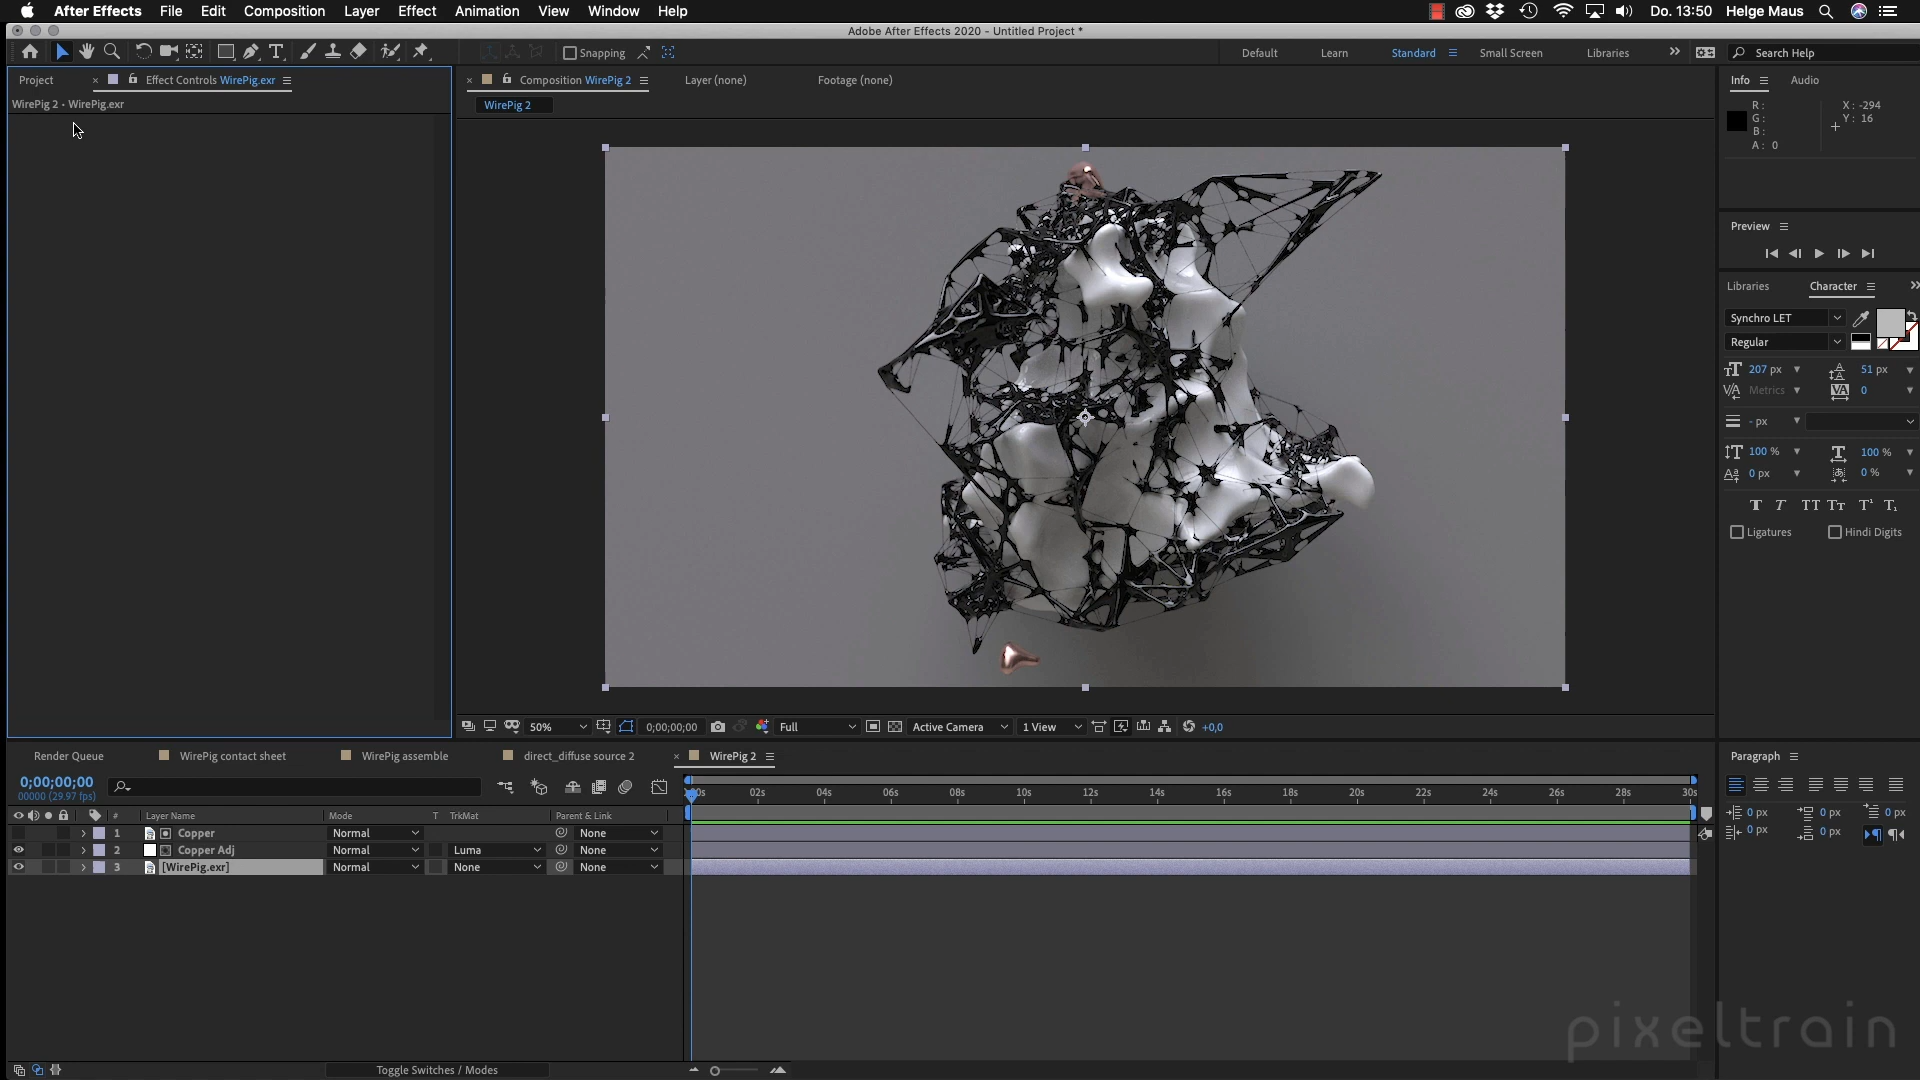 After Effects File Edit Composition Layer Effect Animation View Window Help Do. 13:50 Helge Maus
Adobe After Effects 2020 - Untitled Project *
Snapping Default Learn Standard Small Screen Libraries Search Help
Project Effect Controls WirePig.exr
WirePig 2 • WirePig.exr
Composition WirePig 2 Layer (none) Footage (none)
WirePig 2
Info Audio
R: X: -294
G: Y: 16
B:
A: 0
Preview
Libraries Character
Synchro LET
Regular
207 px 51 px
Metrics 0
- px
100 % 100 %
0 px 0 %
T T TT Tt T¹ T₁
Ligatures Hindi Digits
50% 0;00;00;00 Full Active Camera 1 View +0,0
Render Queue WirePig contact sheet WirePig assemble direct_diffuse source 2 WirePig 2
0;00;00;00
00000 (29.97 fps)
:00s 02s 04s 06s 08s 10s 12s 14s 16s 18s 20s 22s 24s 26s 28s 30s
# Layer Name Mode T TrkMat Parent & Link
1 Copper Normal None
2 Copper Adj Normal Luma None
3 [WirePig.exr] Normal None None
Toggle Switches / Modes
Paragraph
0 px 0 px 0 px
0 px 0 px
pixeltrain